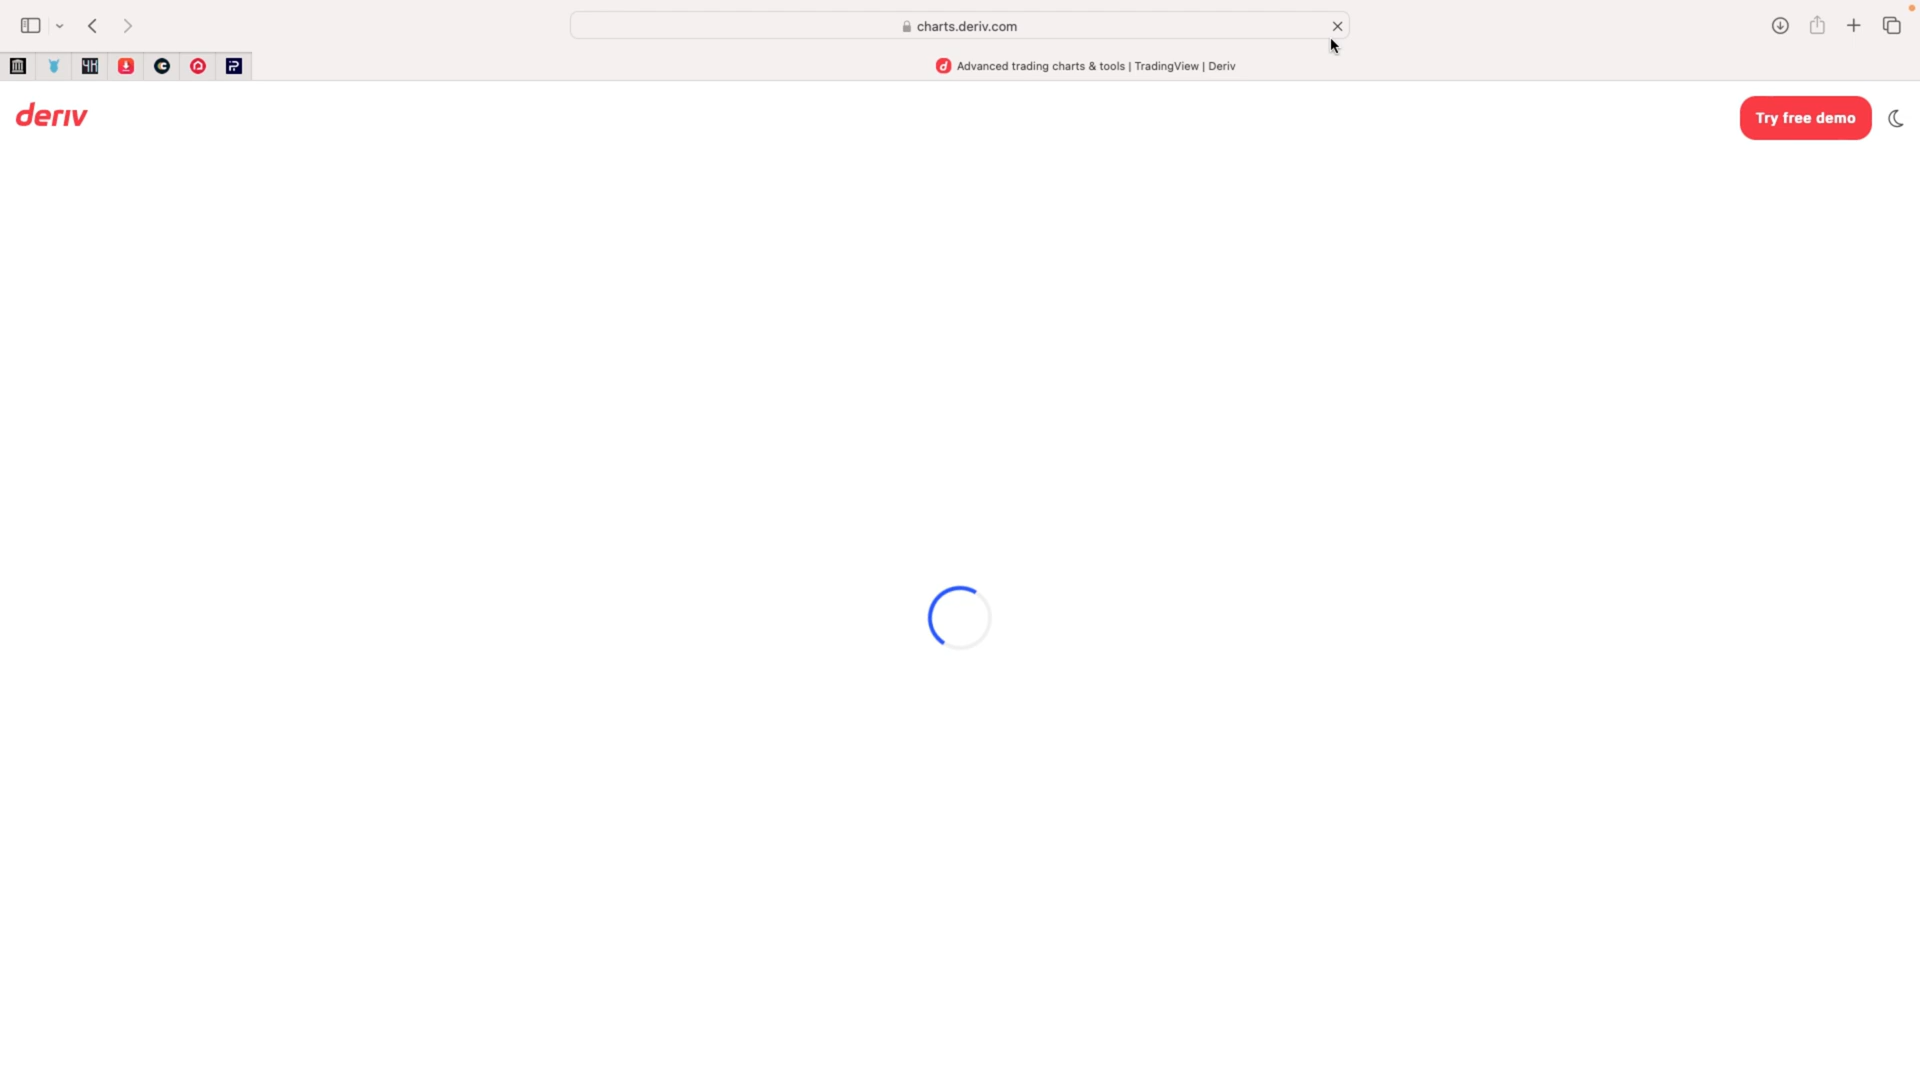 charts.deriv.com
Advanced trading charts & tools | TradingView | Deriv
deriv
Try free demo